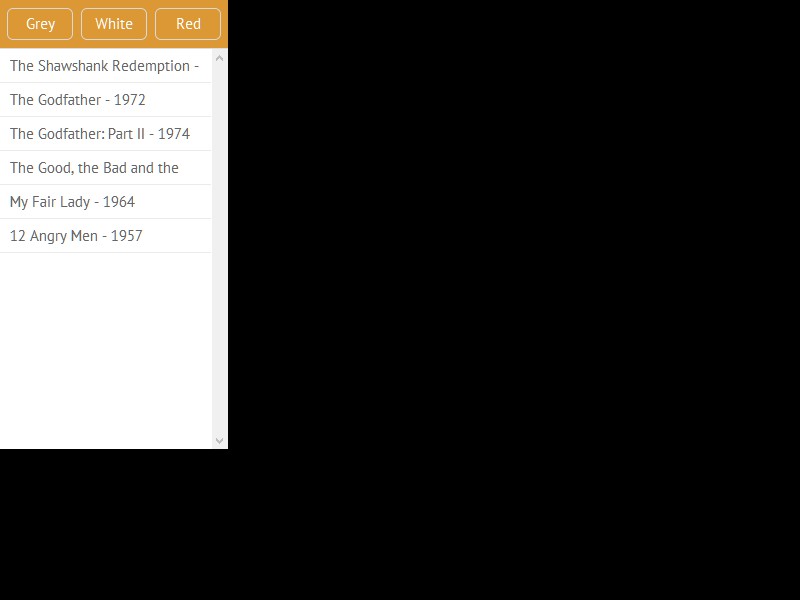 Grey White Red
The Shawshank Redemption -
The Godfather - 1972
The Godfather: Part II - 1974
The Good, the Bad and the
My Fair Lady - 1964
12 Angry Men - 1957